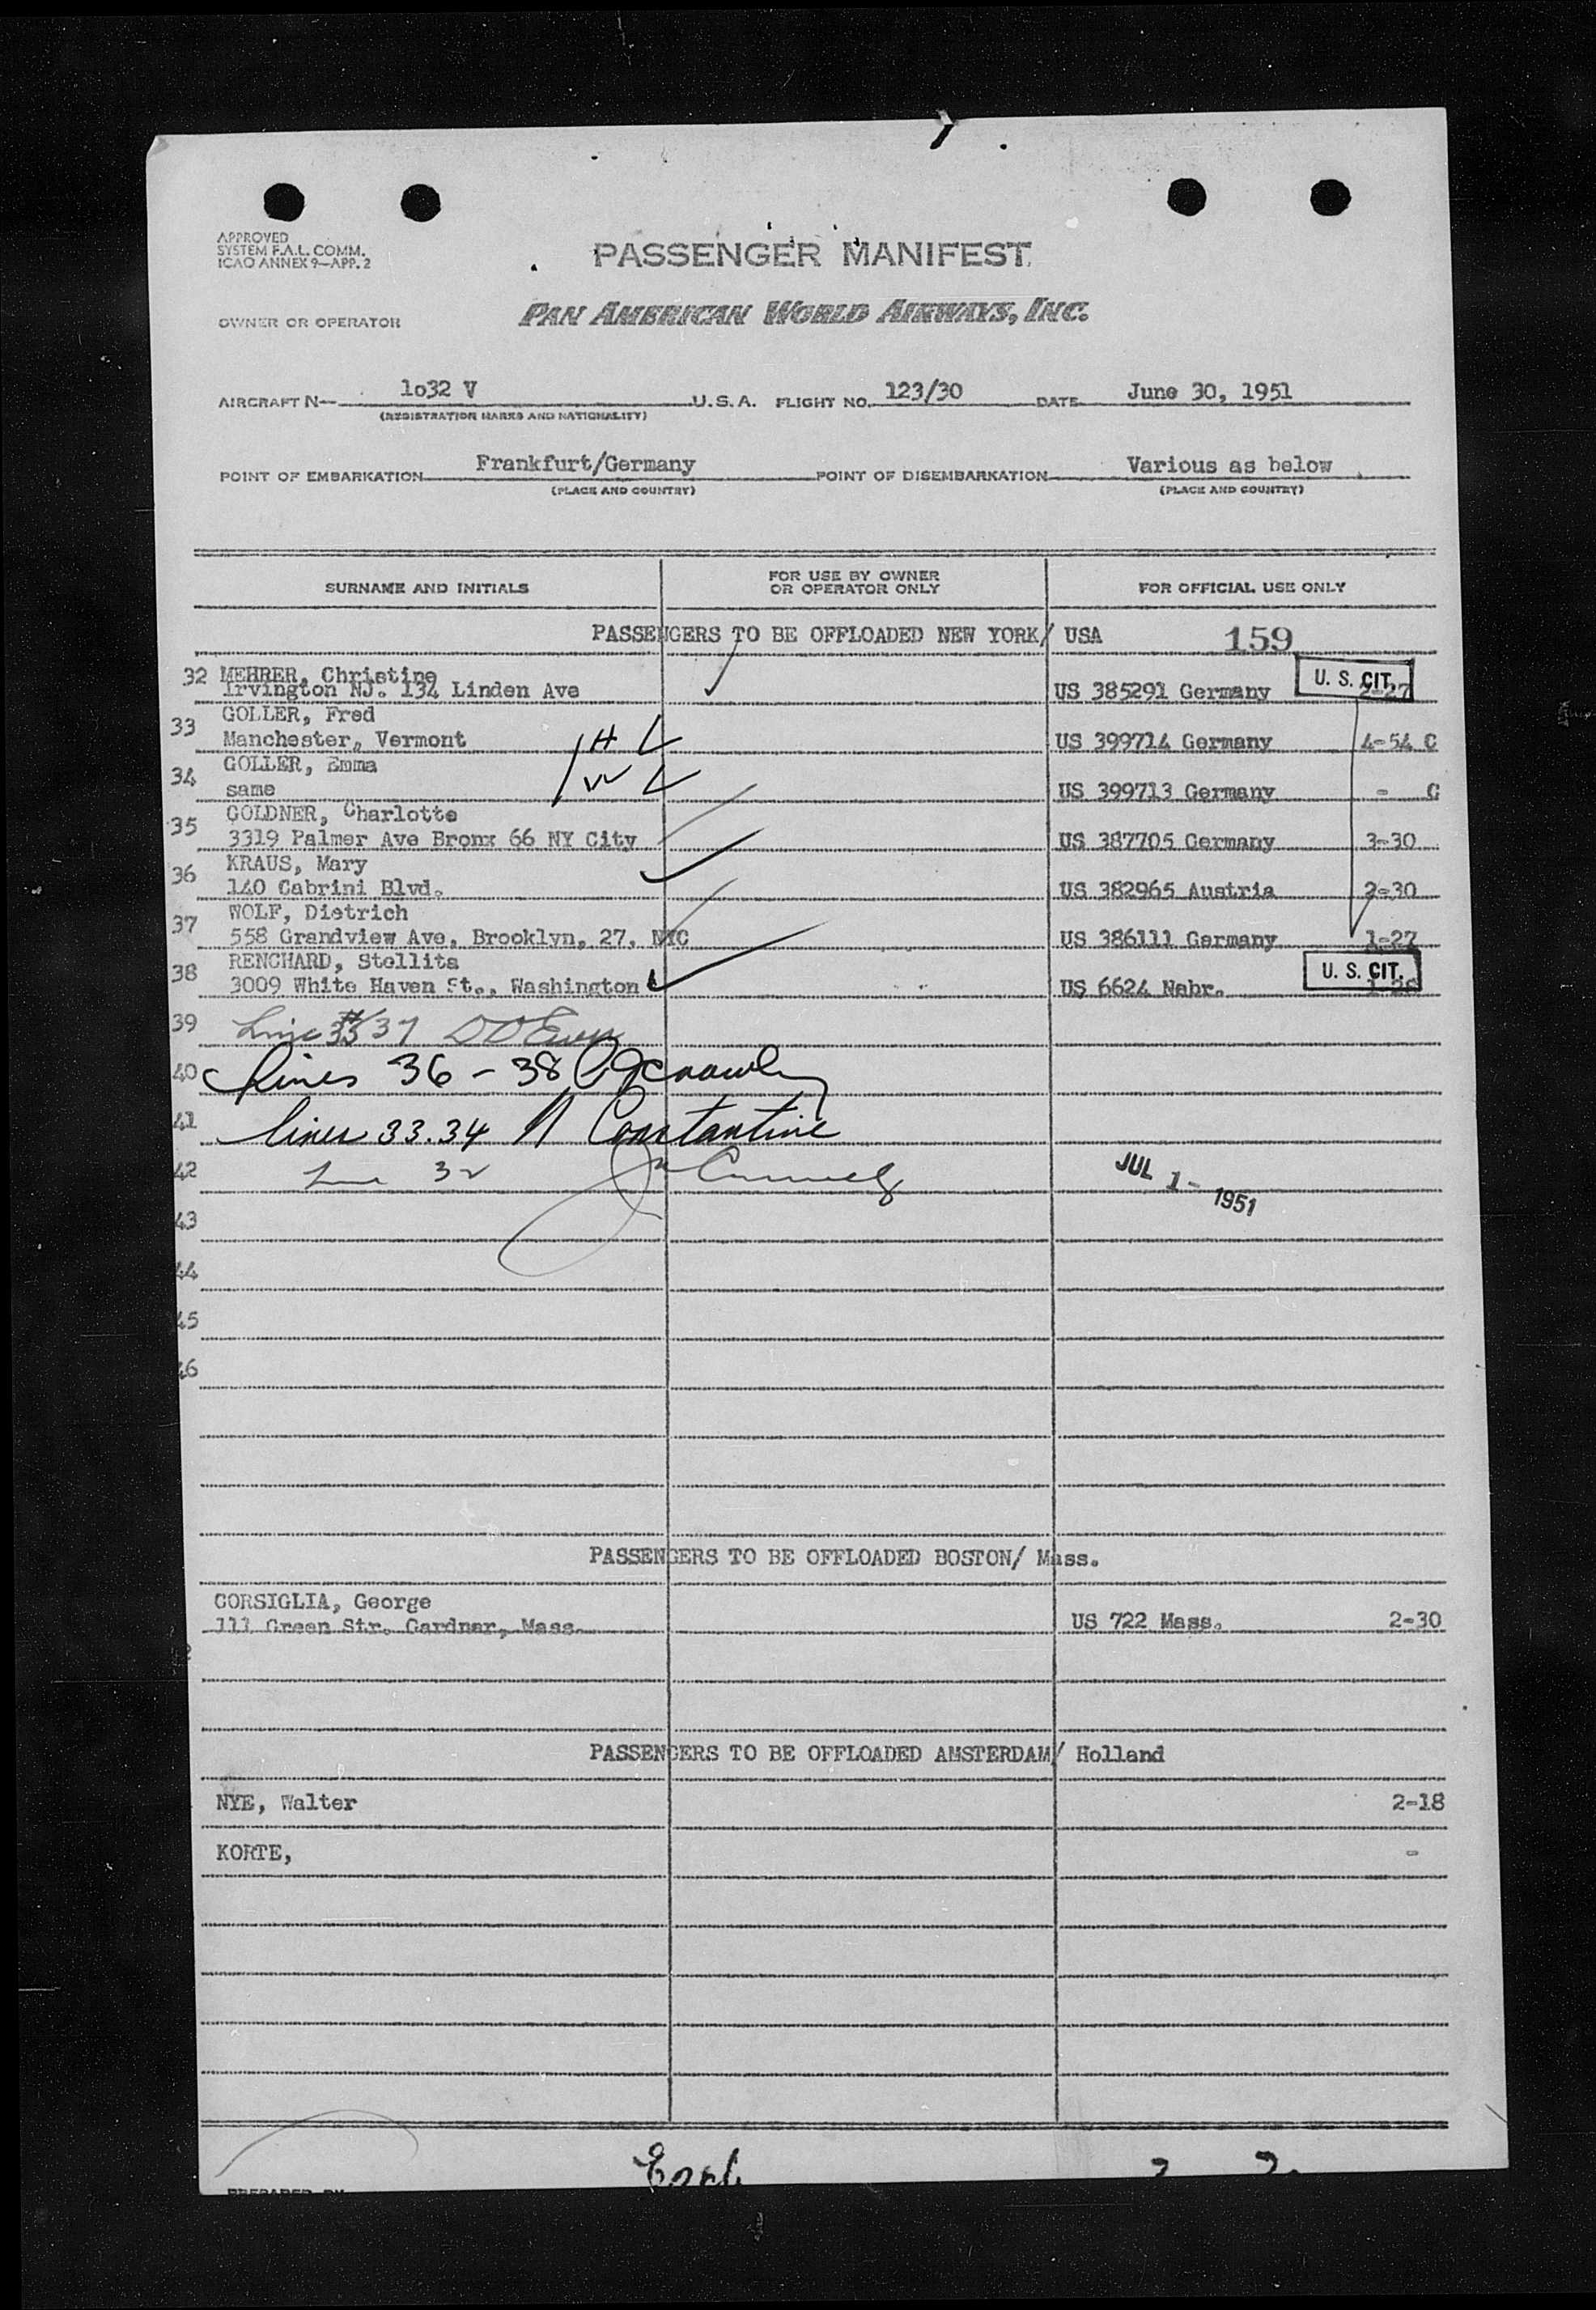 APPROVED
SYSTEM F.A.L. COMM.
ICAO ANNEX 9—APP. 2
PASSENGER MANIFEST
OWNER OR OPERATOR
PAN AMERICAN WORLD AIRWAYS, INC.
AIRCRAFT N— 1o32 V U.S.A. FLIGHT NO. 123/30 DATE June 30, 1951
(REGISTRATION MARKS AND NATIONALITY)
POINT OF EMBARKATION Frankfurt/Germany POINT OF DISEMBARKATION Various as below
(PLACE AND COUNTRY) (PLACE AND COUNTRY)
SURNAME AND INITIALS
FOR USE BY OWNER
OR OPERATOR ONLY
FOR OFFICIAL USE ONLY
PASSENGERS TO BE OFFLOADED NEW YORK/ USA 159
32 MEHRER, Christine
Irvington NJ. 134 Linden Ave US 385291 Germany 2-27
U. S. CIT.
33 GOLLER, Fred
Manchester, Vermont H US 399714 Germany 4-54 C
34 GOLLER, Emma
same W US 399713 Germany - C
35 GOLDNER, Charlotte
3319 Palmer Ave Bronx 66 NY City US 387705 Germany 3-30
36 KRAUS, Mary
140 Cabrini Blvd. US 382965 Austria 2-30
37 WOLF, Dietrich
558 Grandview Ave, Brooklyn, 27, NYC US 386111 Germany 1-27
38 RENCHARD, Stellita
3009 White Haven St., Washington US 6624 Nebr.
U. S. CIT.
39 Line 37
40 Lines 36 - 38
41 lines 33.34 N Constantine
42 Line 32
JUL 1 - 1951
43
44
45
46
PASSENGERS TO BE OFFLOADED BOSTON/ Mass.
CORSIGLIA, George
111 Green Str. Gardner, Mass. US 722 Mass. 2-30
PASSENGERS TO BE OFFLOADED AMSTERDAM/ Holland
NYE, Walter 2-18
KORTE, -
PREPARED BY